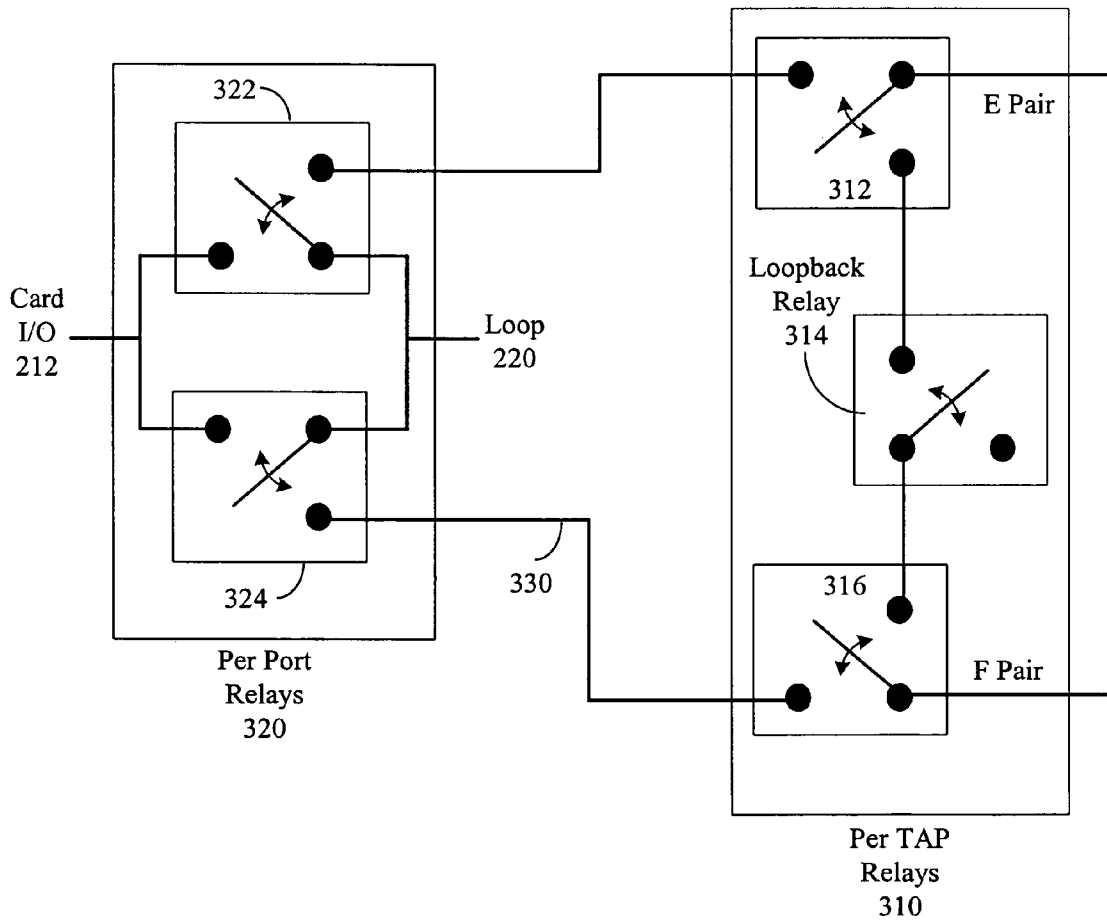 322
E Pair
312
Loopback
Relay
314
Card
I/O
212
Loop
220
324
330
316
F Pair
Per Port
Relays
320
Per TAP
Relays
310